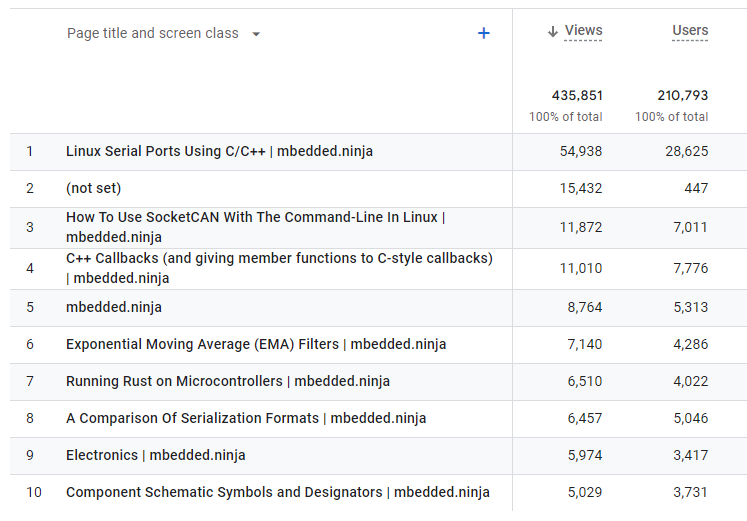 Page title and screen class
+
↓ Views
Users
435,851
210,793
100% of total
100% of total
1 Linux Serial Ports Using C/C++ | mbedded.ninja 54,938 28,625
2 (not set) 15,432 447
3 How To Use SocketCAN With The Command-Line In Linux |
mbedded.ninja 11,872 7,011
4 C++ Callbacks (and giving member functions to C-style callbacks)
| mbedded.ninja 11,010 7,776
5 mbedded.ninja 8,764 5,313
6 Exponential Moving Average (EMA) Filters | mbedded.ninja 7,140 4,286
7 Running Rust on Microcontrollers | mbedded.ninja 6,510 4,022
8 A Comparison Of Serialization Formats | mbedded.ninja 6,457 5,046
9 Electronics | mbedded.ninja 5,974 3,417
10 Component Schematic Symbols and Designators | mbedded.ninja 5,029 3,731